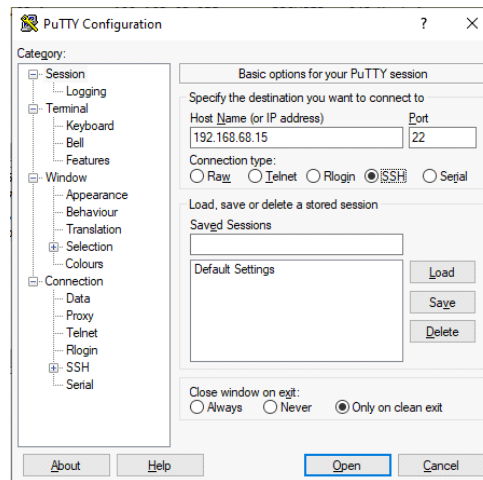 PuTTY Configuration ? ×
Category:
Session
Logging
Terminal
Keyboard
Bell
Features
Window
Appearance
Behaviour
Translation
Selection
Colours
Connection
Data
Proxy
Telnet
Rlogin
SSH
Serial
Basic options for your PuTTY session
Specify the destination you want to connect to
Host Name (or IP address) Port
192.168.68.15 22
Connection type:
Raw Telnet Rlogin SSH Serial
Load, save or delete a stored session
Saved Sessions
Default Settings
Load
Save
Delete
Close window on exit:
Always Never Only on clean exit
About Help Open Cancel